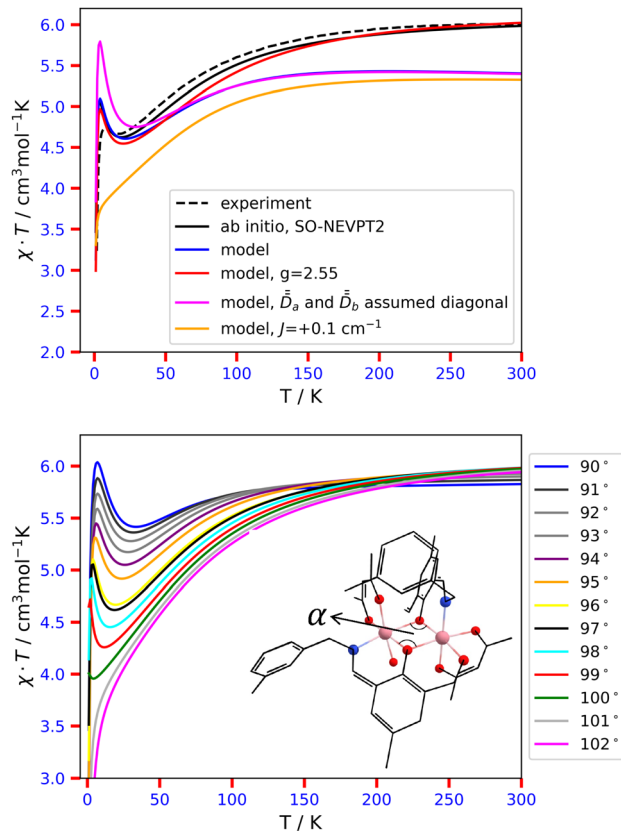 6.0
5.5
5.0
4.5
4.0
3.5
3.0
2.5
2.0
χ · T / cm³mol⁻¹K
experiment
ab initio, SO-NEVPT2
model
model, g=2.55
model, D̿ₐ and D̿_b assumed diagonal
model, J=+0.1 cm⁻¹
0 50 100 150 200 250 300
T / K
6.0
5.5
5.0
4.5
4.0
3.5
3.0
χ · T / cm³mol⁻¹K
α
90°
91°
92°
93°
94°
95°
96°
97°
98°
99°
100°
101°
102°
0 50 100 150 200 250 300
T / K